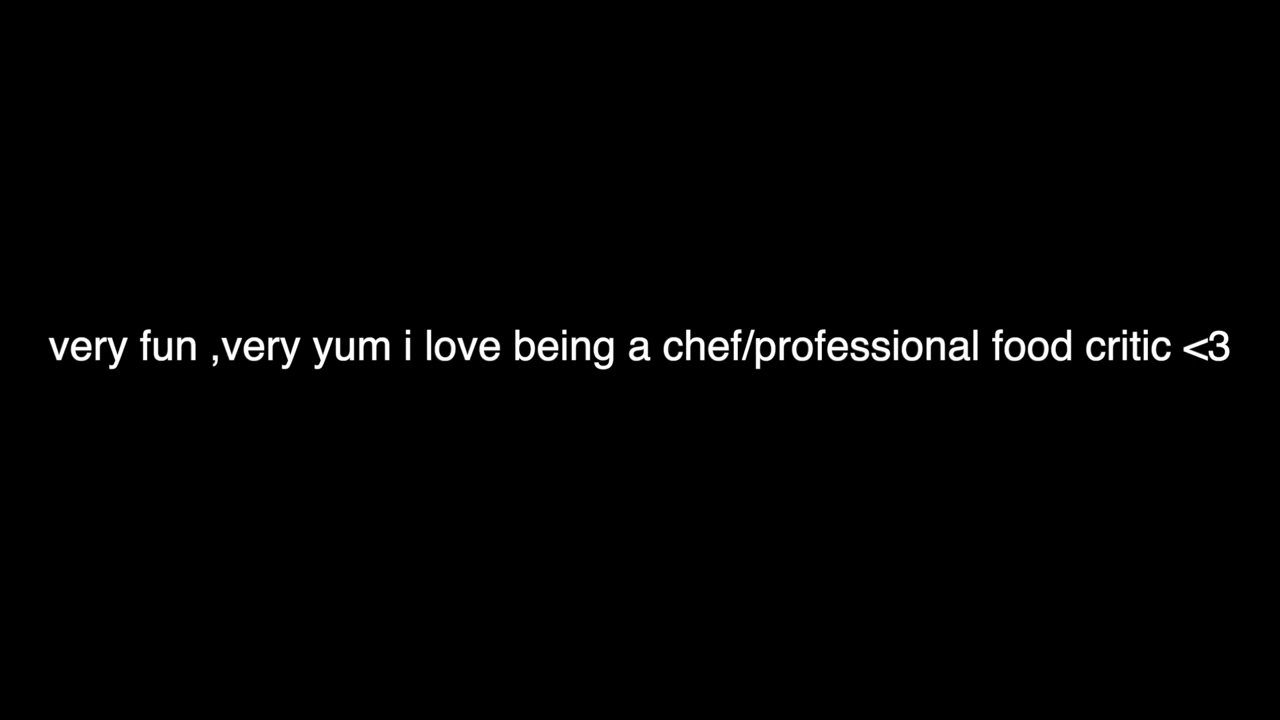 very fun ,very yum i love being a chef/professional food critic <3